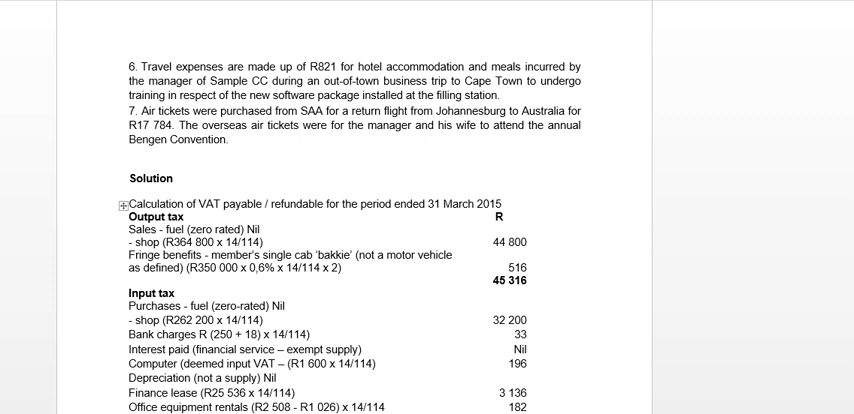 6. Travel expenses are made up of R821 for hotel accommodation and meals incurred by
the manager of Sample CC during an out-of-town business trip to Cape Town to undergo
training in respect of the new software package installed at the filling station.
7. Air tickets were purchased from SAA for a return flight from Johannesburg to Australia for
R17 784. The overseas air tickets were for the manager and his wife to attend the annual
Bengen Convention.
Solution
Calculation of VAT payable / refundable for the period ended 31 March 2015
Output tax R
Sales - fuel (zero rated) Nil
- shop (R364 800 x 14/114) 44 800
Fringe benefits - member's single cab ‘bakkie’ (not a motor vehicle
as defined) (R350 000 x 0,6% x 14/114 x 2) 516
45 316
Input tax
Purchases - fuel (zero-rated) Nil
- shop (R262 200 x 14/114) 32 200
Bank charges R (250 + 18) x 14/114) 33
Interest paid (financial service – exempt supply) Nil
Computer (deemed input VAT – (R1 600 x 14/114) 196
Depreciation (not a supply) Nil
Finance lease (R25 536 x 14/114) 3 136
Office equipment rentals (R2 508 - R1 026) x 14/114 182